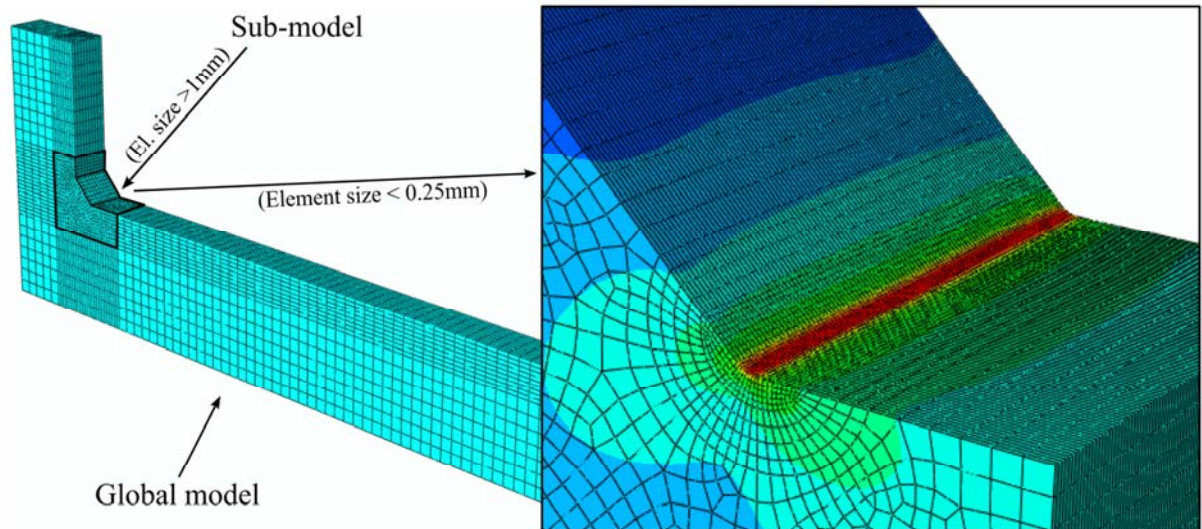 Sub-model
(El. size >1mm)
(Element size < 0.25mm)
Global model